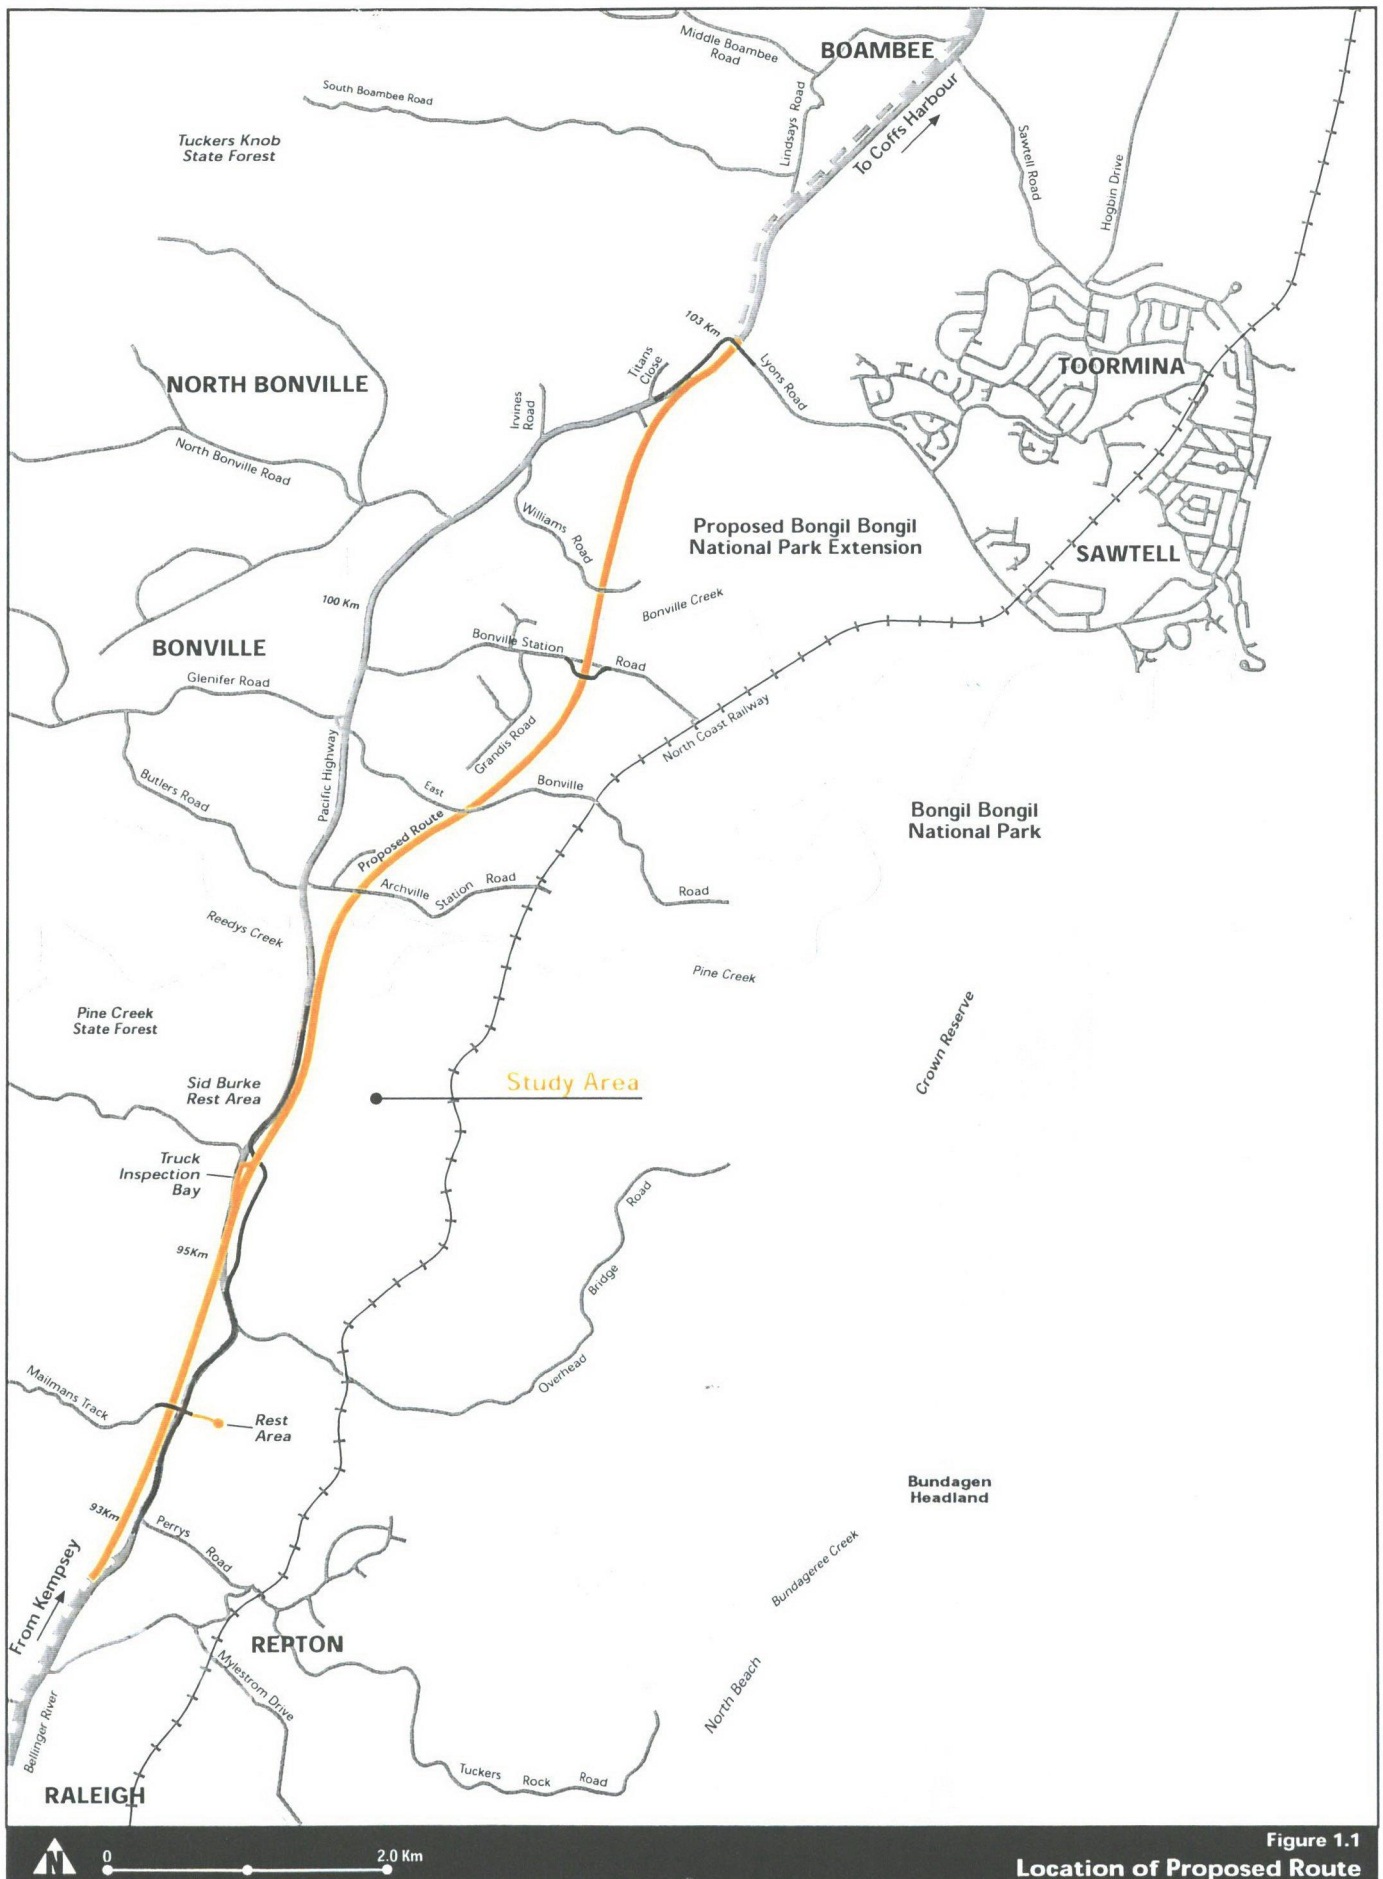 Middle Boambee
Road
BOAMBEE
South Boambee Road
Lindsays Road
To Coffs Harbour
Tuckers Knob
State Forest
Sawtell Road
Hogbin Drive
103 Km
Titans
Close
Lyons Road
TOORMINA
NORTH BONVILLE
Irvines
Road
North Bonville Road
Williams Road
Proposed Bongil Bongil
National Park Extension
SAWTELL
100 Km
Bonville Creek
BONVILLE
Bonville Station Road
Glenifer Road
North Coast Railway
Grandis Road
Pacific Highway
Butlers Road
East Bonville Road
Bongil Bongil
National Park
Proposed Route
Archville Station Road
Reedys Creek
Pine Creek
Pine Creek
State Forest
Crown Reserve
Sid Burke
Rest Area
Study Area
Truck
Inspection
Bay
95Km
Overhead Bridge Road
Mailmans Track
Rest
Area
Bundagen
Headland
93Km
Perrys Road
From Kempsey
Bundageree Creek
REPTON
Mylestrom Drive
North Beach
Bellinger River
Tuckers Rock Road
RALEIGH
N
0 2.0 Km
Figure 1.1
Location of Proposed Route